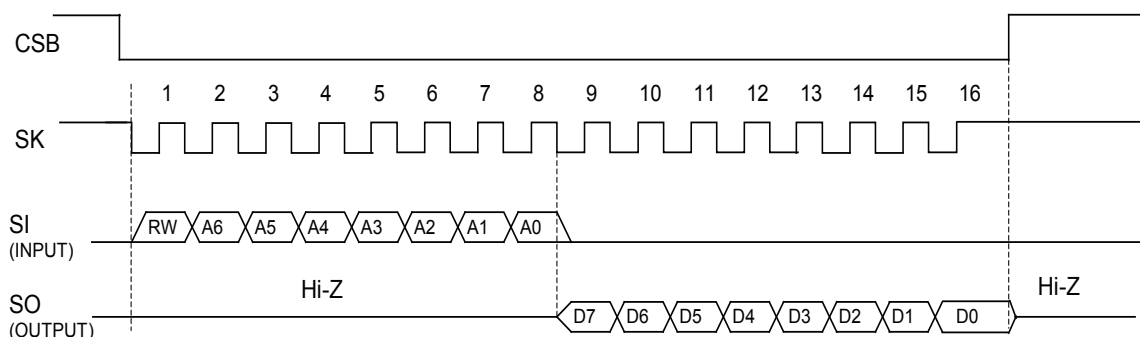 CSB
1 2 3 4 5 6 7 8 9 10 11 12 13 14 15 16
SK
SI
(INPUT)
RW A6 A5 A4 A3 A2 A1 A0
Hi-Z
Hi-Z
SO
(OUTPUT)
D7 D6 D5 D4 D3 D2 D1 D0